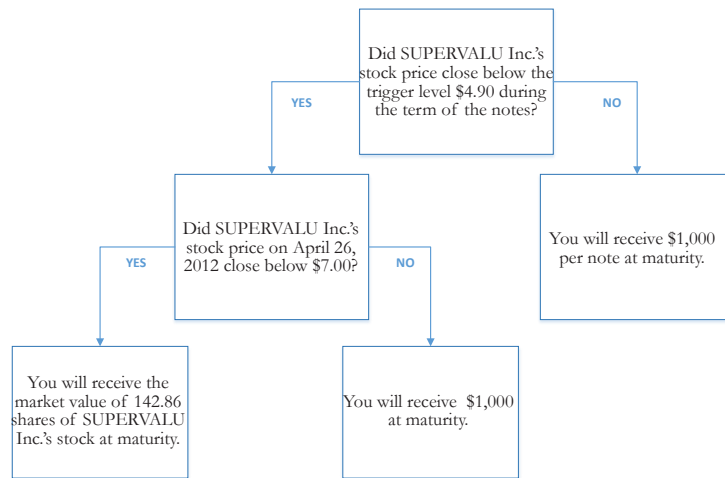 Did SUPERVALU Inc.'s
stock price close below the
trigger level $4.90 during
the term of the notes?
YES
NO
Did SUPERVALU Inc.'s
stock price on April 26,
2012 close below $7.00?
You will receive $1,000
per note at maturity.
YES
NO
You will receive the
market value of 142.86
shares of SUPERVALU
Inc.'s stock at maturity.
You will receive $1,000
at maturity.